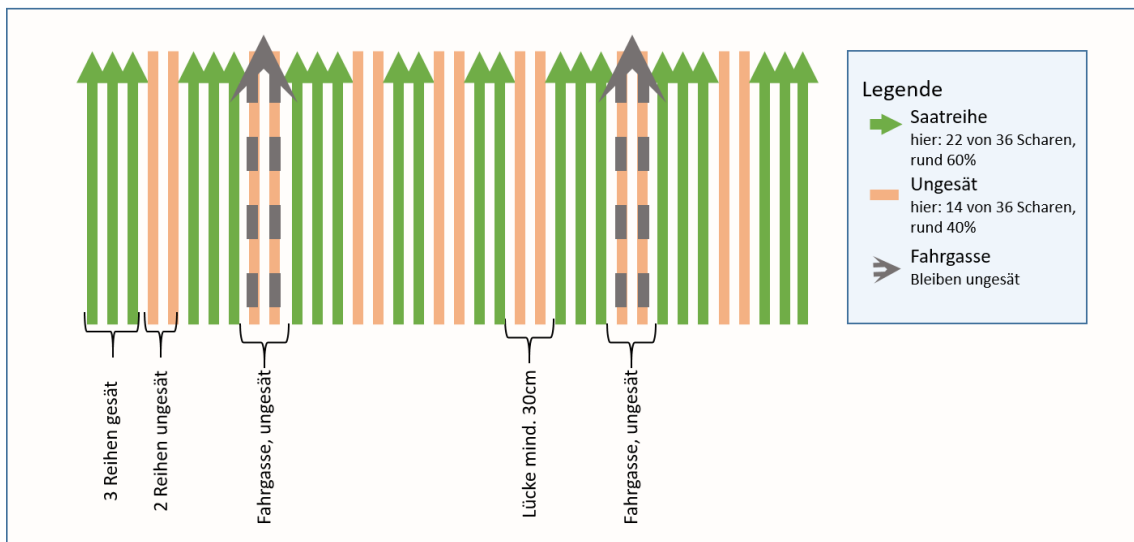 Legende
Saatreihe
hier: 22 von 36 Scharen,
rund 60%
Ungesät
hier: 14 von 36 Scharen,
rund 40%
Fahrgasse
Bleiben ungesät
3 Reihen gesät
2 Reihen ungesät
Fahrgasse, ungesät
Lücke mind. 30cm
Fahrgasse, ungesät